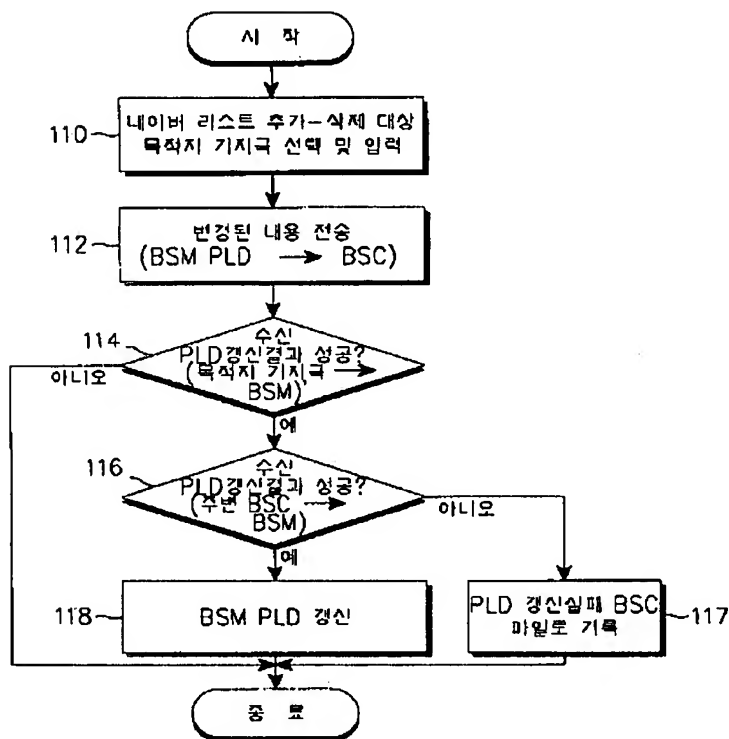 시 작
110
네이버 리스트 추가-삭제 대상
목적지 기지국 선택 및 입력
112
변경된 내용 전송
(BSM PLD → BSC)
114
수신
PLD갱신결과 성공?
(목적지 기지국 →
BSM)
아니오
예
116
수신
PLD갱신결과 성공?
(주변 BSC →
BSM)
아니오
예
118
BSM PLD 갱신
PLD 갱신실패 BSC
파일로 기록
117
종 료